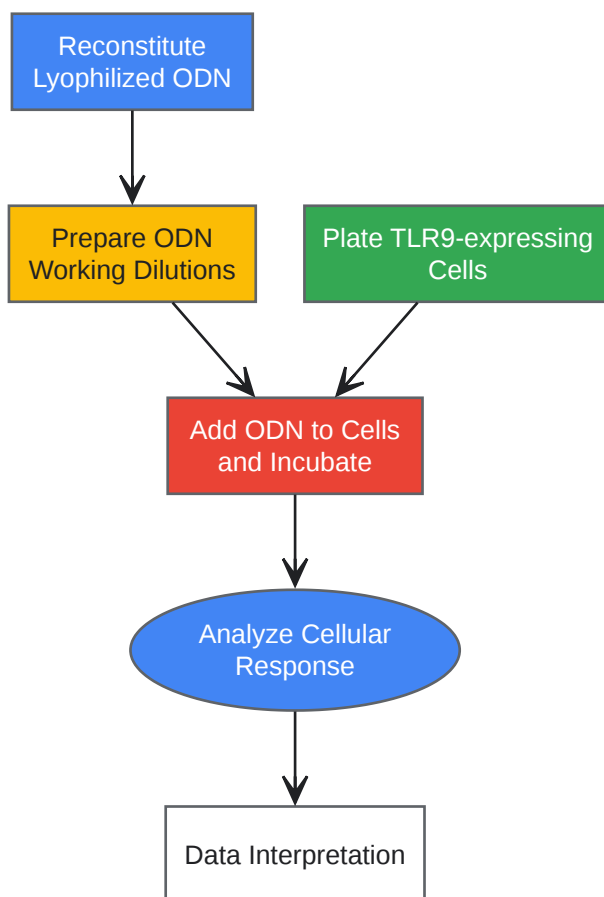 Reconstitute
Lyophilized ODN
Prepare ODN
Working Dilutions
Plate TLR9-expressing
Cells
Add ODN to Cells
and Incubate
Analyze Cellular
Response
Data Interpretation